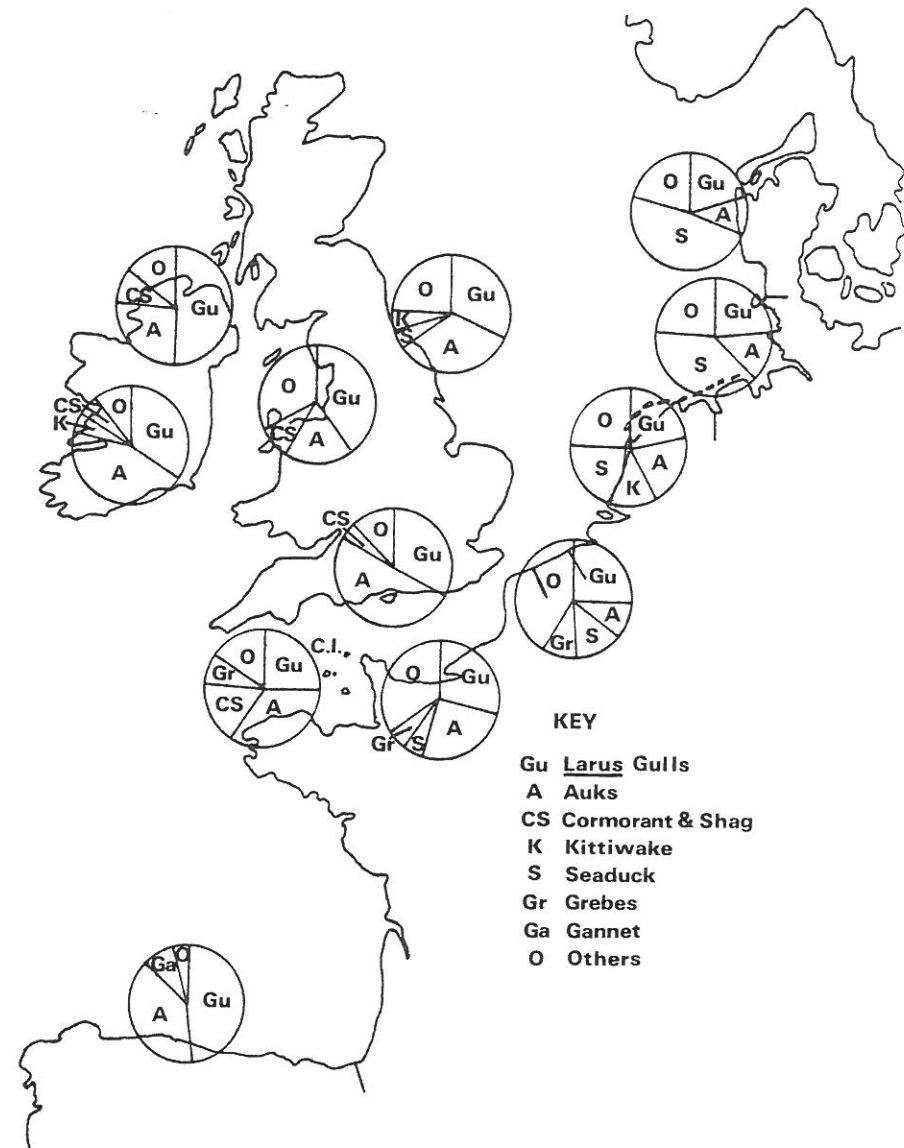 O Gu
A
S
O
CS Gu
A
O Gu
K
S A
O Gu
A
S
O Gu
CS A
CS O
K Gu
A
O Gu
S A
K
CS O
Gu
A
O Gu
A
Gr S
O Gu
Gr
CS A
C.I.
O Gu
A
Gr S
KEY
Gu Larus Gulls
A Auks
CS Cormorant & Shag
K Kittiwake
S Seaduck
Gr Grebes
Ga Gannet
O Others
Ga O
A Gu